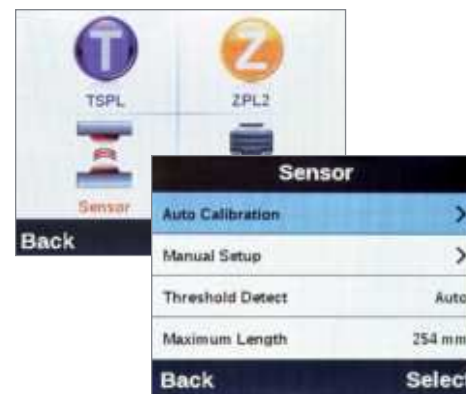 T
Z
TSPL
ZPL2
Sensor
Back
Sensor
Auto Calibration
Manual Setup
Threshold Detect Auto
Maximum Length 254 mm
Back Select